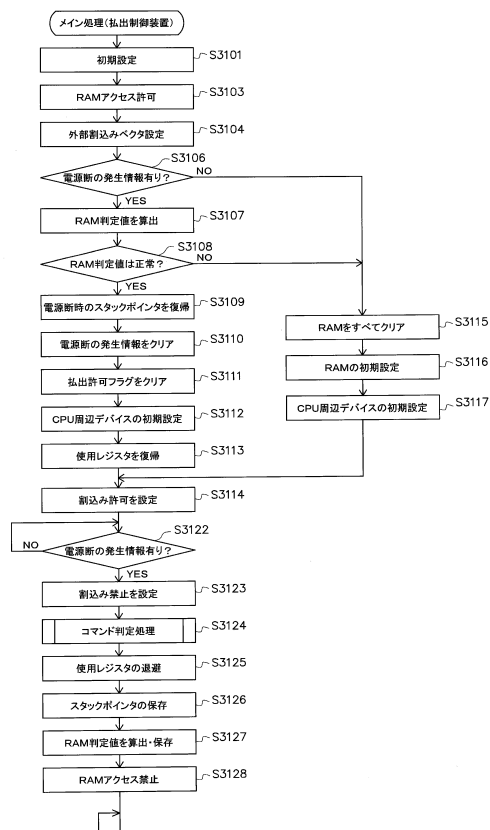 メイン処理(払出制御装置)
初期設定 S3101
RAMアクセス許可 S3103
外部割込みベクタ設定 S3104
電源断の発生情報有り? S3106
NO
YES
RAM判定値を算出 S3107
RAM判定値は正常? S3108
NO
YES
電源断時のスタックポインタを復帰 S3109
電源断の発生情報をクリア S3110
払出許可フラグをクリア S3111
CPU周辺デバイスの初期設定 S3112
使用レジスタを復帰 S3113
RAMをすべてクリア S3115
RAMの初期設定 S3116
CPU周辺デバイスの初期設定 S3117
割込み許可を設定 S3114
電源断の発生情報有り? S3122
NO
YES
割込み禁止を設定 S3123
コマンド判定処理 S3124
使用レジスタの退避 S3125
スタックポインタの保存 S3126
RAM判定値を算出・保存 S3127
RAMアクセス禁止 S3128